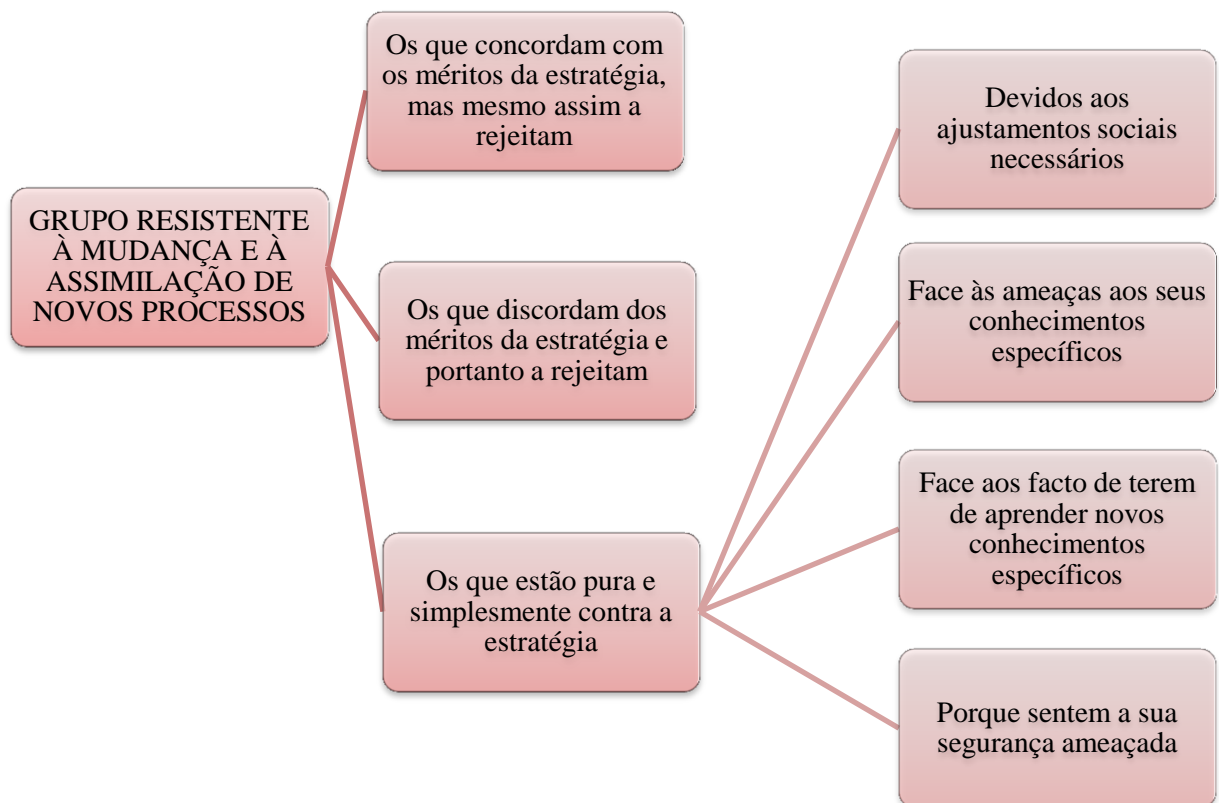 GRUPO RESISTENTE
À MUDANÇA E À
ASSIMILAÇÃO DE
NOVOS PROCESSOS
Os que concordam com
os méritos da estratégia,
mas mesmo assim a
rejeitam
Os que discordam dos
méritos da estratégia e
portanto a rejeitam
Os que estão pura e
simplesmente contra a
estratégia
Devidos aos
ajustamentos sociais
necessários
Face às ameaças aos seus
conhecimentos
específicos
Face aos facto de terem
de aprender novos
conhecimentos
específicos
Porque sentem a sua
segurança ameaçada